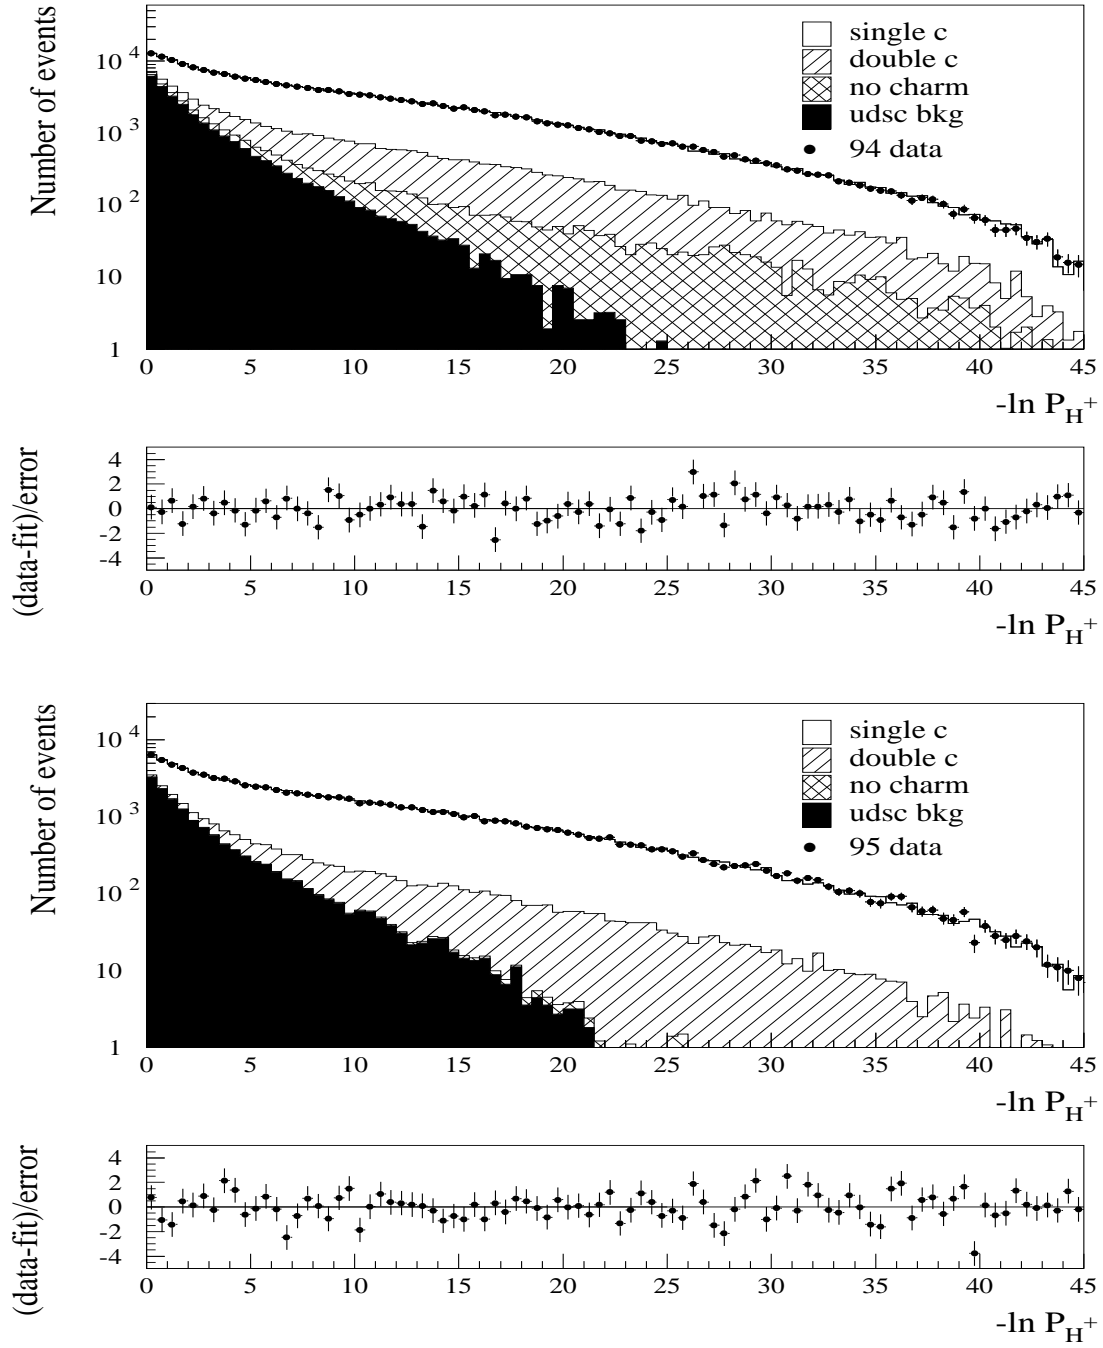 Number of events
10 4
10 3
10 2
10
1
single c
double c
no charm
udsc bkg
94 data
0 5 10 15 20 25 30 35 40 45
-ln P_H+
(data-fit)/error
4
2
0
-2
-4
0 5 10 15 20 25 30 35 40 45
-ln P_H+
Number of events
10 4
10 3
10 2
10
1
single c
double c
no charm
udsc bkg
95 data
0 5 10 15 20 25 30 35 40 45
-ln P_H+
(data-fit)/error
4
2
0
-2
-4
0 5 10 15 20 25 30 35 40 45
-ln P_H+